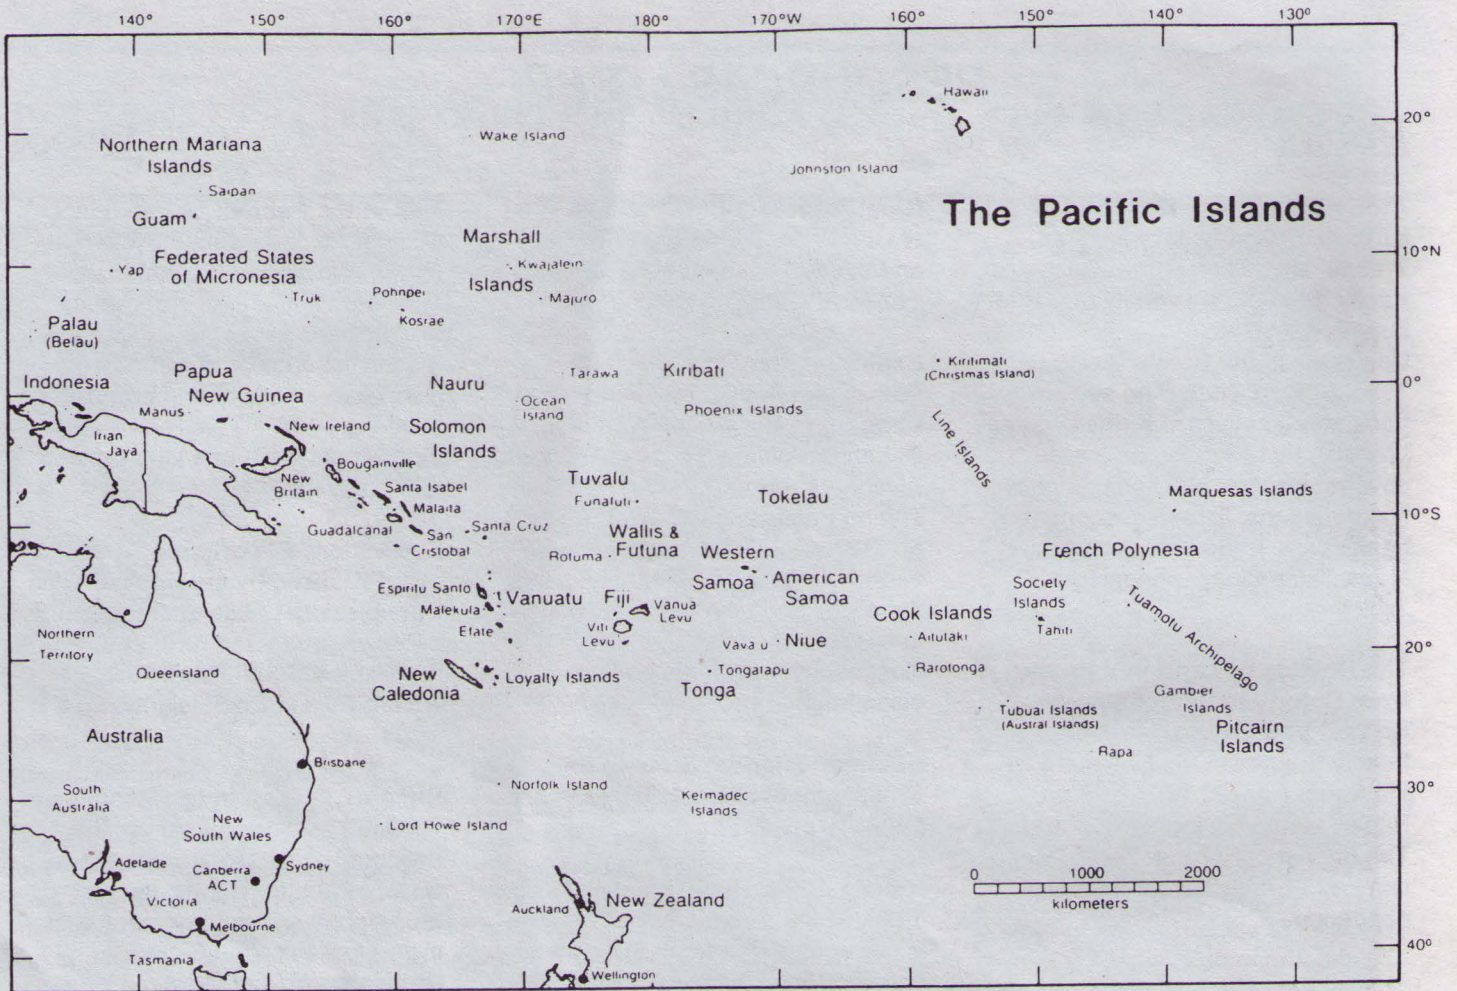 140°
150°
160°
170°E
180°
170°W
160°
150°
140°
130°
Hawaii
20°
Wake Island
Northern Mariana
Islands
Johnston Island
Saipan
The Pacific Islands
Guam
Marshall
Islands
10°N
Federated States
of Micronesia
Kwajalein
Yap
Truk
Pohnpei
Majuro
Kosrae
Palau
(Belau)
Kiritimati
(Christmas Island)
Indonesia
Papua
New Guinea
Nauru
Tarawa
Kiribati
0°
Manus
Ocean
Island
Phoenix Islands
Line Islands
Irian
Jaya
New Ireland
Solomon
Islands
Bougainville
New
Britain
Santa Isabel
Tuvalu
Funafuti
Tokelau
Marquesas Islands
Malaita
10°S
Guadalcanal
San
Cristobal
Santa Cruz
Wallis &
Futuna
Rotuma
Western
Samoa
American
Samoa
French Polynesia
Espiritu Santo
Vanuatu
Fiji
Society
Islands
Tuamotu Archipelago
Malekula
Vanua
Levu
Cook Islands
Efate
Viti
Levu
Vava u
Niue
Aitutaki
Tahiti
20°
Northern
Territory
Queensland
New
Caledonia
Loyalty Islands
Tongatapu
Tonga
Rarotonga
Gambier
Islands
Tubuai Islands
(Austral Islands)
Pitcairn
Islands
Australia
Rapa
Brisbane
Norfolk Island
30°
South
Australia
Kermadec
Islands
New
South Wales
Lord Howe Island
Adelaide
Canberra
ACT
Sydney
0
1000
2000
kilometers
Victoria
Auckland
New Zealand
Melbourne
40°
Tasmania
Wellington